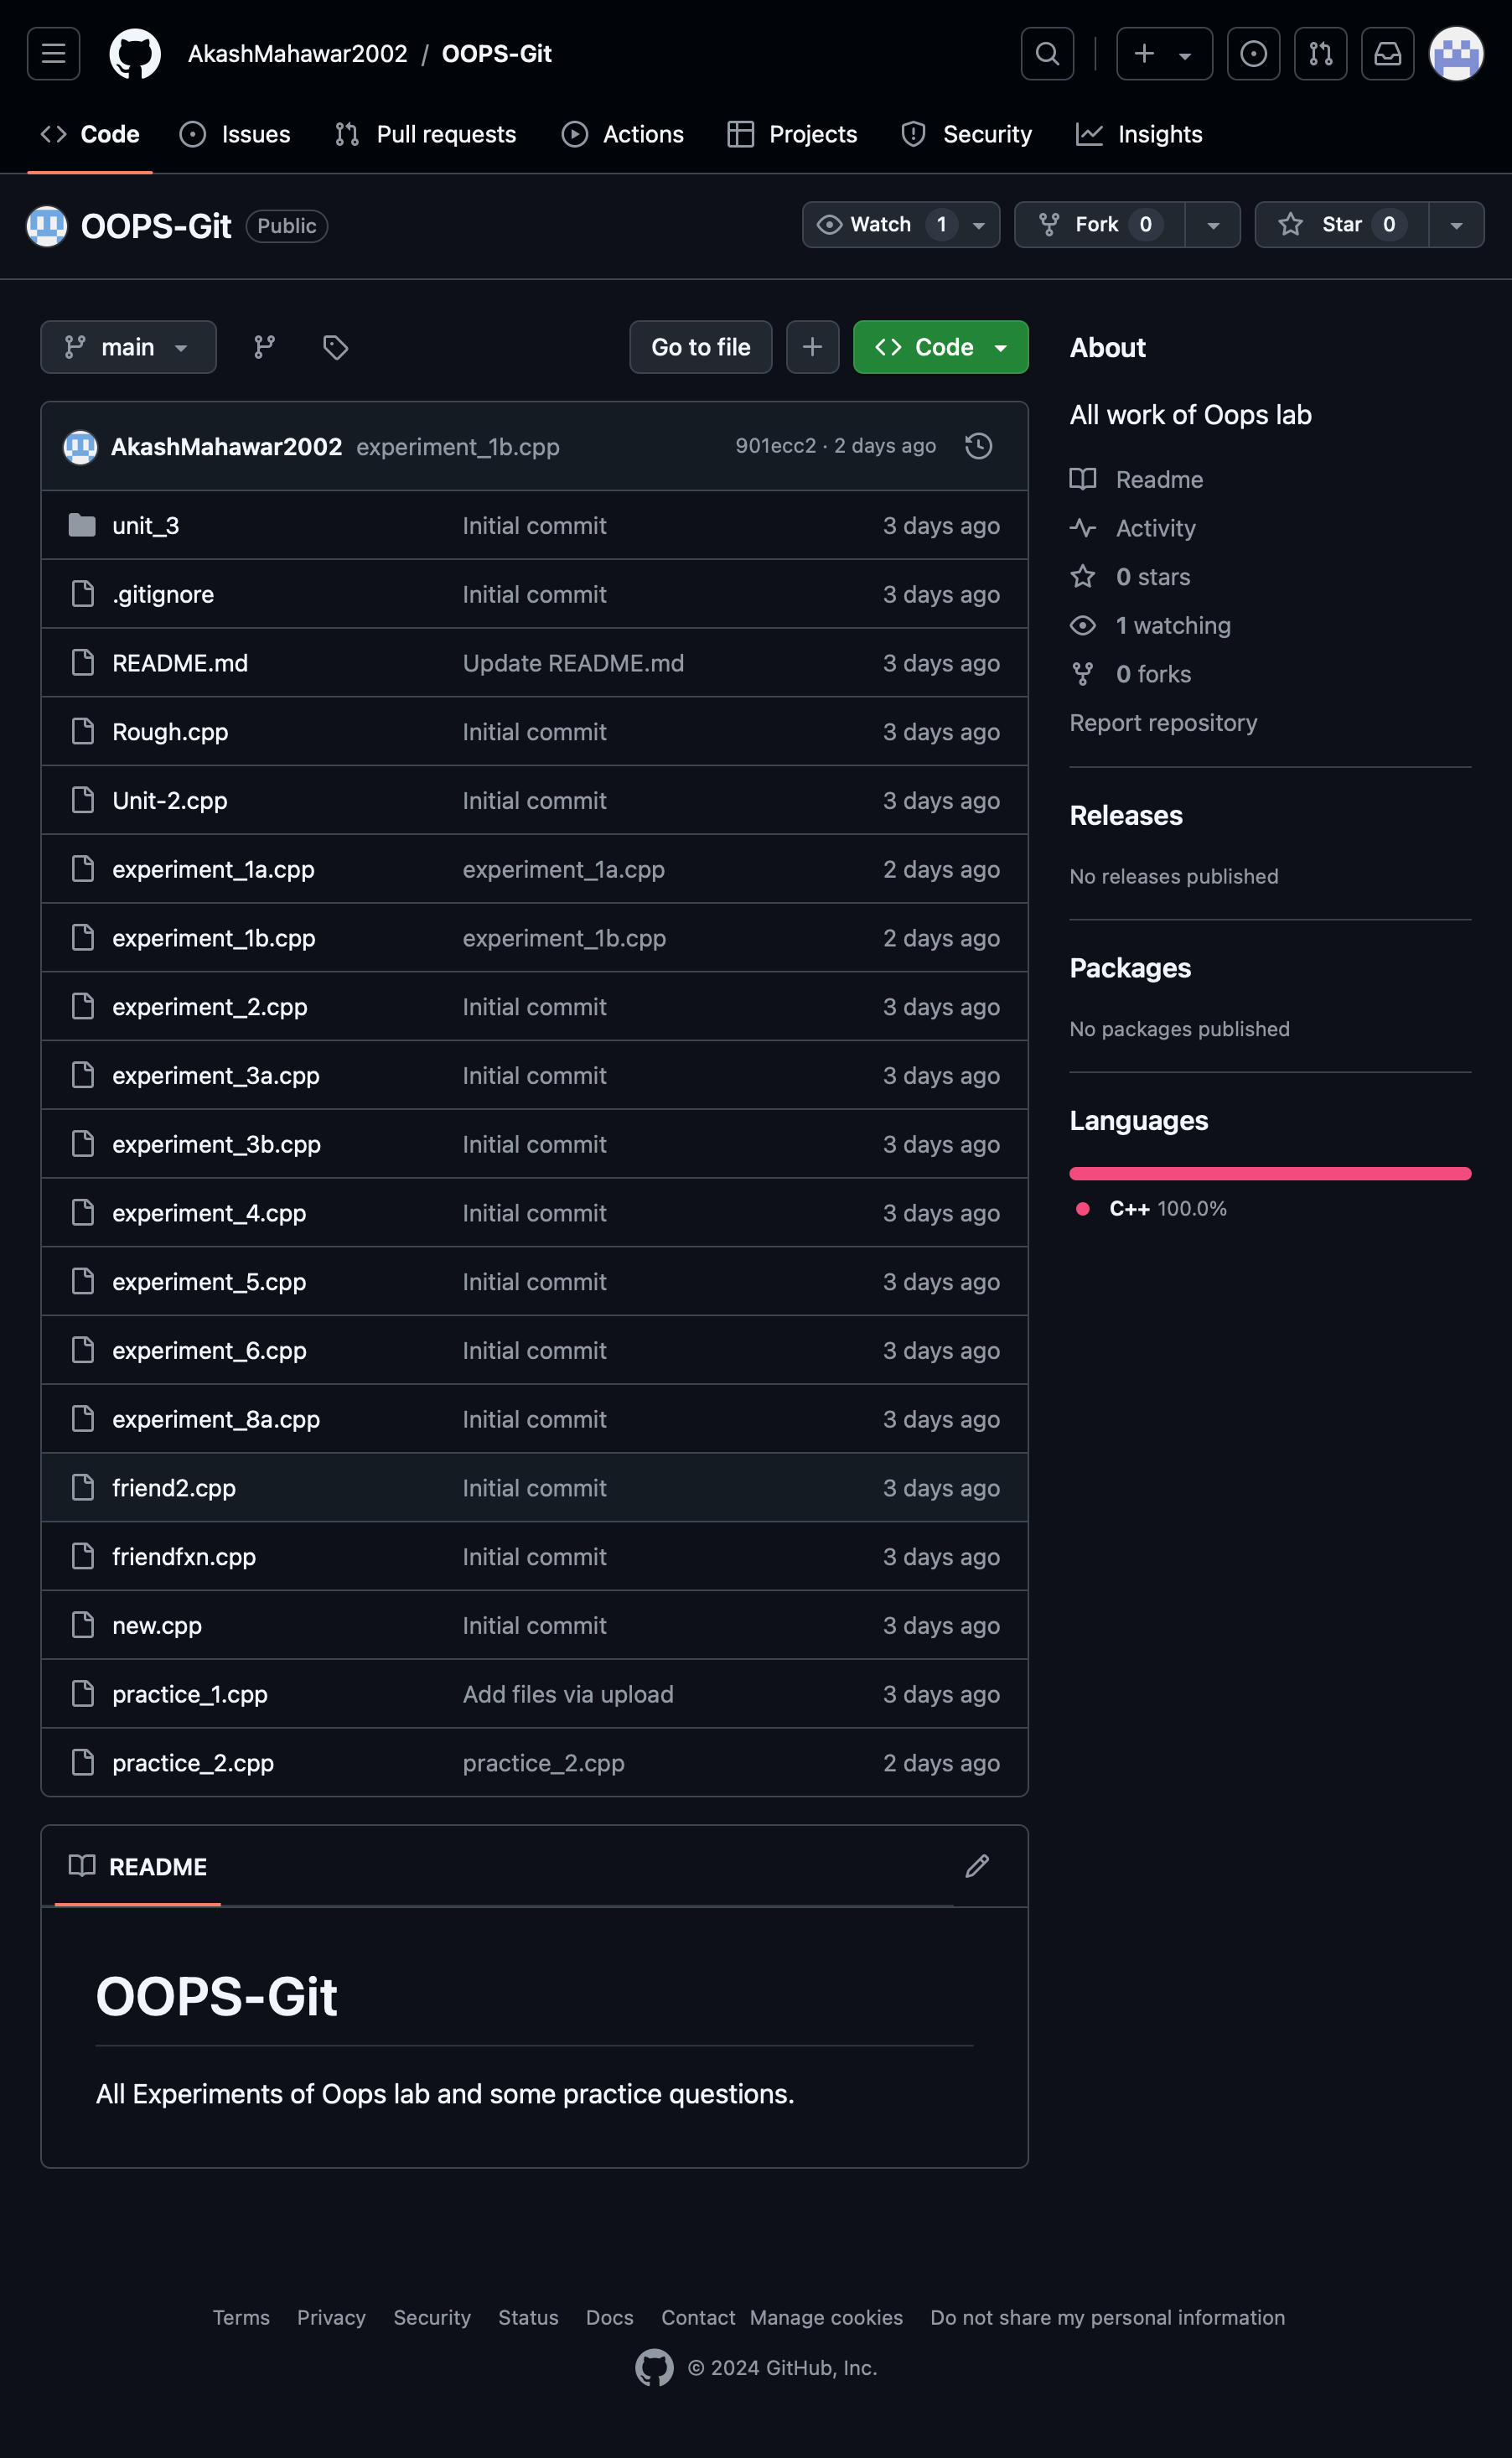 AkashMahawar2002 / OOPS-Git
Code Issues Pull requests Actions Projects Security Insights
OOPS-Git Public Watch 1 Fork 0 Star 0
main Go to file Code
AkashMahawar2002 experiment_1b.cpp 901ecc2 · 2 days ago
unit_3 Initial commit 3 days ago
.gitignore Initial commit 3 days ago
README.md Update README.md 3 days ago
Rough.cpp Initial commit 3 days ago
Unit-2.cpp Initial commit 3 days ago
experiment_1a.cpp experiment_1a.cpp 2 days ago
experiment_1b.cpp experiment_1b.cpp 2 days ago
experiment_2.cpp Initial commit 3 days ago
experiment_3a.cpp Initial commit 3 days ago
experiment_3b.cpp Initial commit 3 days ago
experiment_4.cpp Initial commit 3 days ago
experiment_5.cpp Initial commit 3 days ago
experiment_6.cpp Initial commit 3 days ago
experiment_8a.cpp Initial commit 3 days ago
friend2.cpp Initial commit 3 days ago
friendfxn.cpp Initial commit 3 days ago
new.cpp Initial commit 3 days ago
practice_1.cpp Add files via upload 3 days ago
practice_2.cpp practice_2.cpp 2 days ago
README
OOPS-Git
All Experiments of Oops lab and some practice questions.
About
All work of Oops lab
Readme
Activity
0 stars
1 watching
0 forks
Report repository
Releases
No releases published
Packages
No packages published
Languages
C++ 100.0%
Terms Privacy Security Status Docs Contact Manage cookies Do not share my personal information
© 2024 GitHub, Inc.